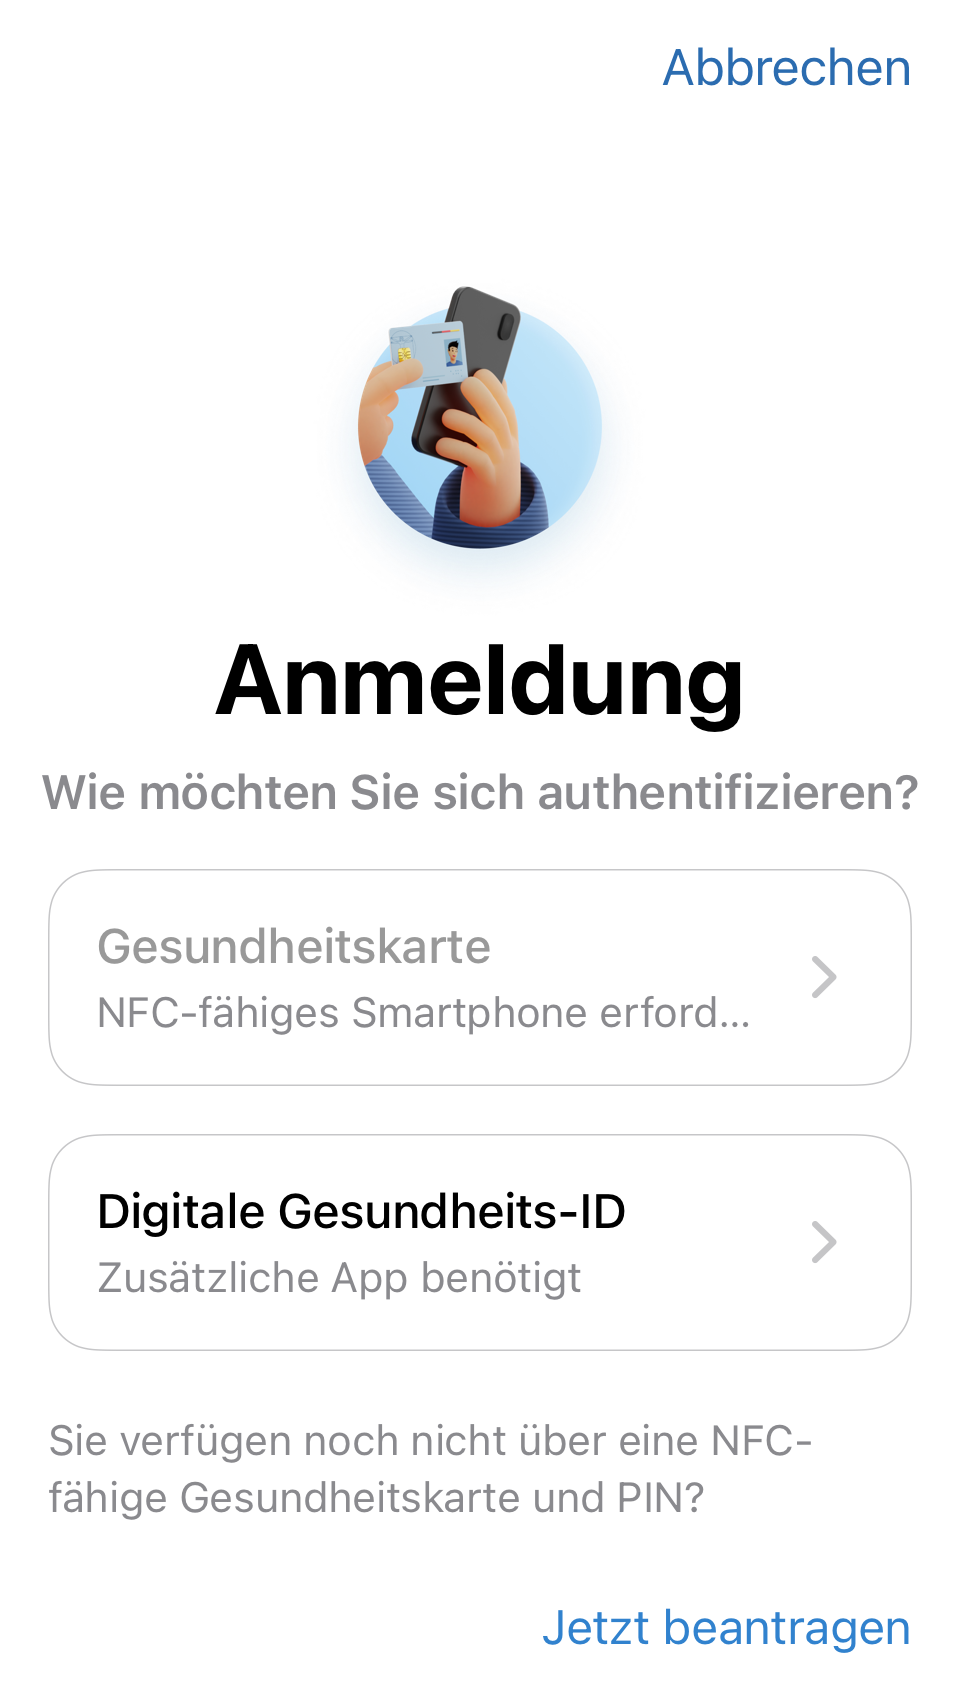 Abbrechen
Anmeldung
Wie möchten Sie sich authentifizieren?
Gesundheitskarte
NFC-fähiges Smartphone erford...
Digitale Gesundheits-ID
Zusätzliche App benötigt
Sie verfügen noch nicht über eine NFC-
fähige Gesundheitskarte und PIN?
Jetzt beantragen